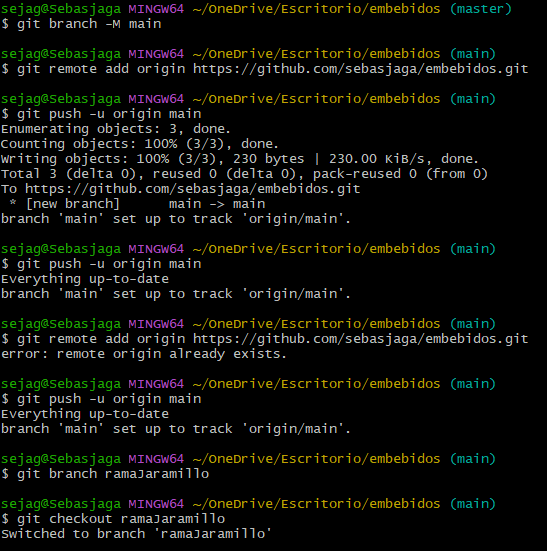 sejag@Sebasjaga MINGW64 ~/OneDrive/Escritorio/embebidos (master)
$ git branch -M main
sejag@Sebasjaga MINGW64 ~/OneDrive/Escritorio/embebidos (main)
$ git remote add origin https://github.com/sebasjaga/embebidos.git
sejag@Sebasjaga MINGW64 ~/OneDrive/Escritorio/embebidos (main)
$ git push -u origin main
Enumerating objects: 3, done.
Counting objects: 100% (3/3), done.
Writing objects: 100% (3/3), 230 bytes | 230.00 KiB/s, done.
Total 3 (delta 0), reused 0 (delta 0), pack-reused 0 (from 0)
To https://github.com/sebasjaga/embebidos.git
 * [new branch]      main -> main
branch 'main' set up to track 'origin/main'.
sejag@Sebasjaga MINGW64 ~/OneDrive/Escritorio/embebidos (main)
$ git push -u origin main
Everything up-to-date
branch 'main' set up to track 'origin/main'.
sejag@Sebasjaga MINGW64 ~/OneDrive/Escritorio/embebidos (main)
$ git remote add origin https://github.com/sebasjaga/embebidos.git
error: remote origin already exists.
sejag@Sebasjaga MINGW64 ~/OneDrive/Escritorio/embebidos (main)
$ git push -u origin main
Everything up-to-date
branch 'main' set up to track 'origin/main'.
sejag@Sebasjaga MINGW64 ~/OneDrive/Escritorio/embebidos (main)
$ git branch ramaJaramillo
sejag@Sebasjaga MINGW64 ~/OneDrive/Escritorio/embebidos (main)
$ git checkout ramaJaramillo
Switched to branch 'ramaJaramillo'